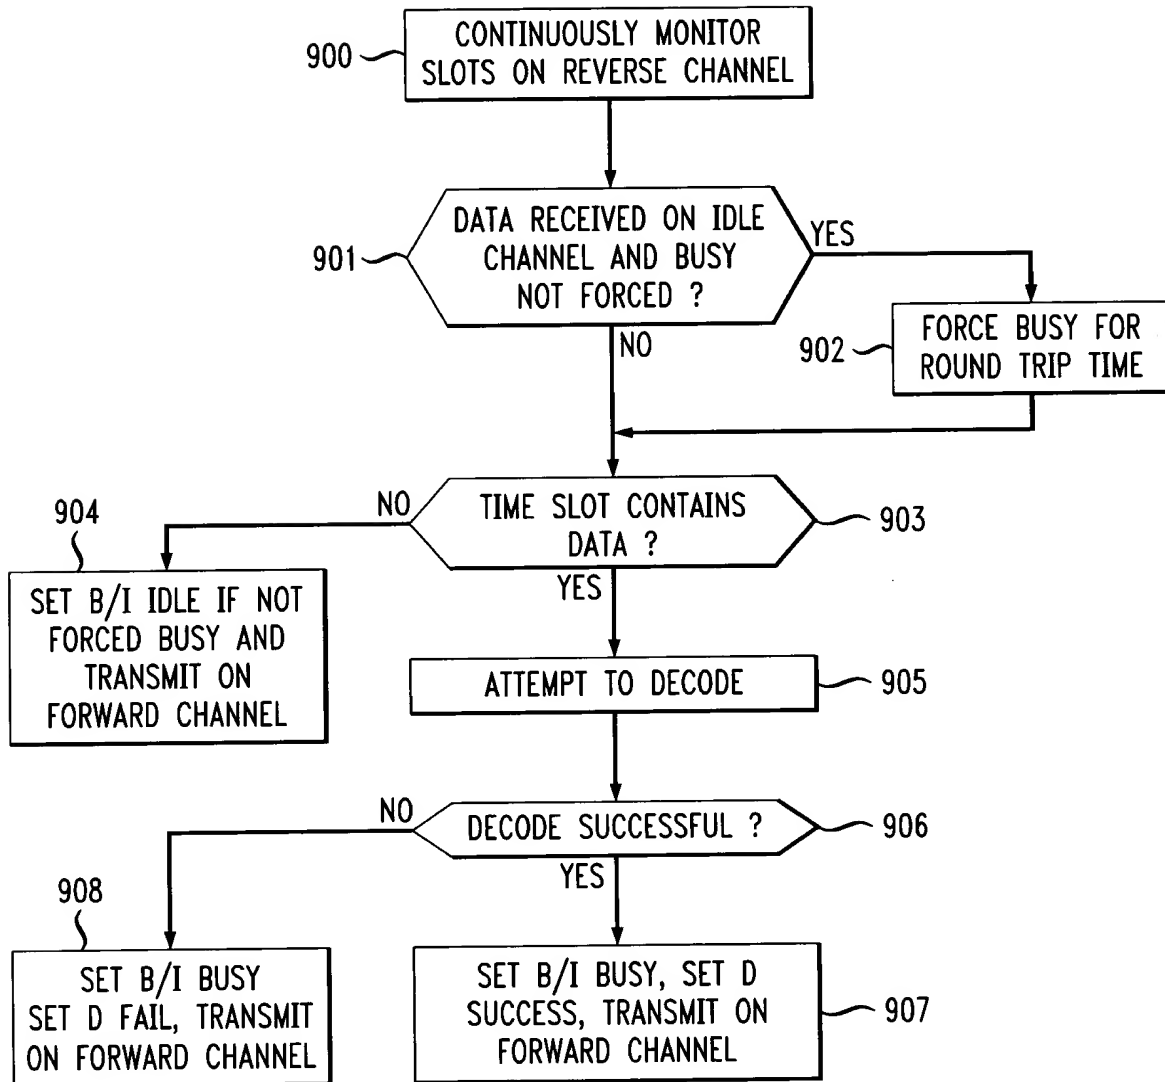 900
CONTINUOUSLY MONITOR
SLOTS ON REVERSE CHANNEL
901
DATA RECEIVED ON IDLE
CHANNEL AND BUSY
NOT FORCED ?
YES
NO
902
FORCE BUSY FOR
ROUND TRIP TIME
904
NO
TIME SLOT CONTAINS
DATA ?
903
YES
SET B/I IDLE IF NOT
FORCED BUSY AND
TRANSMIT ON
FORWARD CHANNEL
ATTEMPT TO DECODE
905
NO
DECODE SUCCESSFUL ?
906
YES
908
SET B/I BUSY
SET D FAIL, TRANSMIT
ON FORWARD CHANNEL
SET B/I BUSY, SET D
SUCCESS, TRANSMIT ON
FORWARD CHANNEL
907